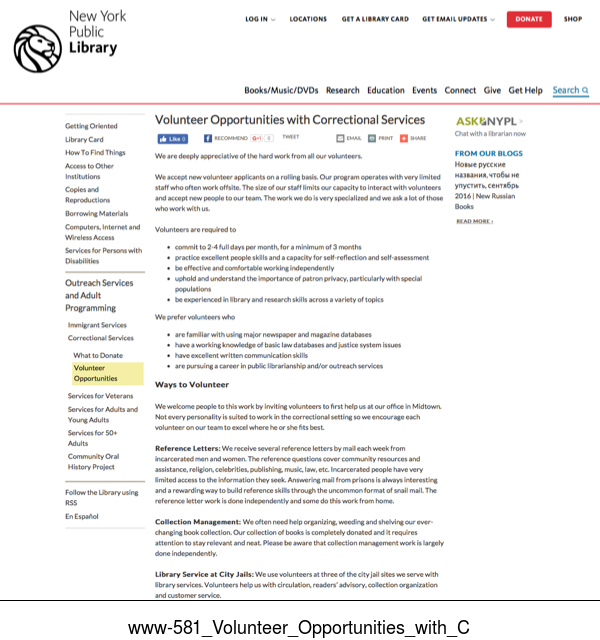 New York
Public
Library
LOG IN
LOCATIONS
GET A LIBRARY CARD
GET EMAIL UPDATES
DONATE
SHOP
Books/Music/DVDs Research Education Events Connect Give Get Help Search
Getting Oriented
Library Card
How To Find Things
Access to Other
Institutions
Copies and
Reproductions
Borrowing Materials
Computers, Internet and
Wireless Access
Services for Persons with
Disabilities
Outreach Services
and Adult
Programming
Immigrant Services
Correctional Services
What to Donate
Volunteer
Opportunities
Services for Veterans
Services for Adults and
Young Adults
Services for 50+
Adults
Community Oral
History Project
Follow the Library using
RSS
En Español
Volunteer Opportunities with Correctional Services
Like 0
RECOMMEND
G+1 0
TWEET
EMAIL
PRINT
SHARE
We are deeply appreciative of the hard work from all our volunteers.
We accept new volunteer applicants on a rolling basis. Our program operates with very limited
staff who often work offsite. The size of our staff limits our capacity to interact with volunteers
and accept new people to our team. The work we do is very specialized and we ask a lot of those
who work with us.
Volunteers are required to
• commit to 2-4 full days per month, for a minimum of 3 months
• practice excellent people skills and a capacity for self-reflection and self-assessment
• be effective and comfortable working independently
• uphold and understand the importance of patron privacy, particularly with special
populations
• be experienced in library and research skills across a variety of topics
We prefer volunteers who
• are familiar with using major newspaper and magazine databases
• have a working knowledge of basic law databases and justice system issues
• have excellent written communication skills
• are pursuing a career in public librarianship and/or outreach services
Ways to Volunteer
We welcome people to this work by inviting volunteers to first help us at our office in Midtown.
Not every personality is suited to work in the correctional setting so we encourage each
volunteer on our team to excel where he or she fits best.
Reference Letters: We receive several reference letters by mail each week from
incarcerated men and women. The reference questions cover community resources and
assistance, religion, celebrities, publishing, music, law, etc. Incarcerated people have very
limited access to the information they seek. Answering mail from prisons is always interesting
and a rewarding way to build reference skills through the uncommon format of snail mail. The
reference letter work is done independently and some do this work from home.
Collection Management: We often need help organizing, weeding and shelving our ever-
changing book collection. Our collection of books is completely donated and it requires
attention to stay relevant and neat. Please be aware that collection management work is largely
done independently.
Library Service at City Jails: We use volunteers at three of the city jail sites we serve with
library services. Volunteers help us with circulation, readers' advisory, collection organization
and customer service.
ASK NYPL >
Chat with a librarian now
FROM OUR BLOGS
Новые русские
названия, чтобы не
упустить, сентябрь
2016 | New Russian
Books
READ MORE ›
www-581_Volunteer_Opportunities_with_C